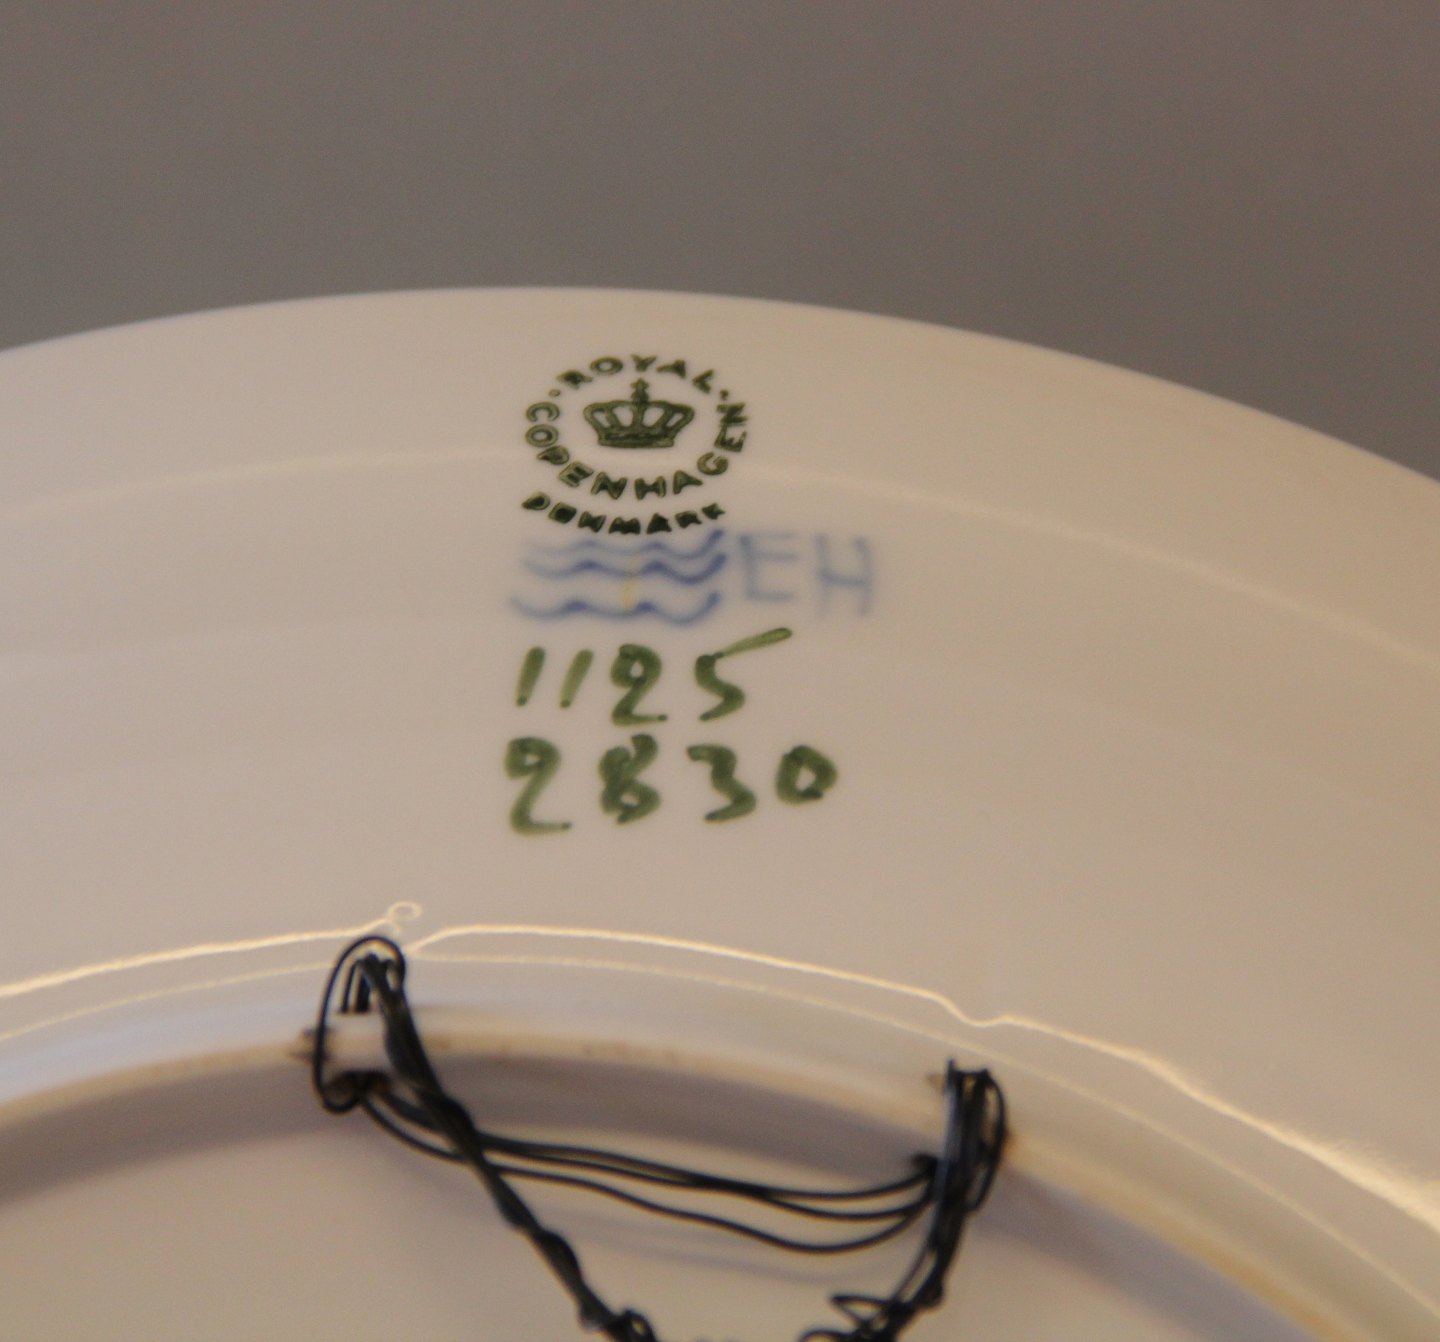 · ROYAL ·
COPENHAGEN
DENMARK
EH
1125
2830